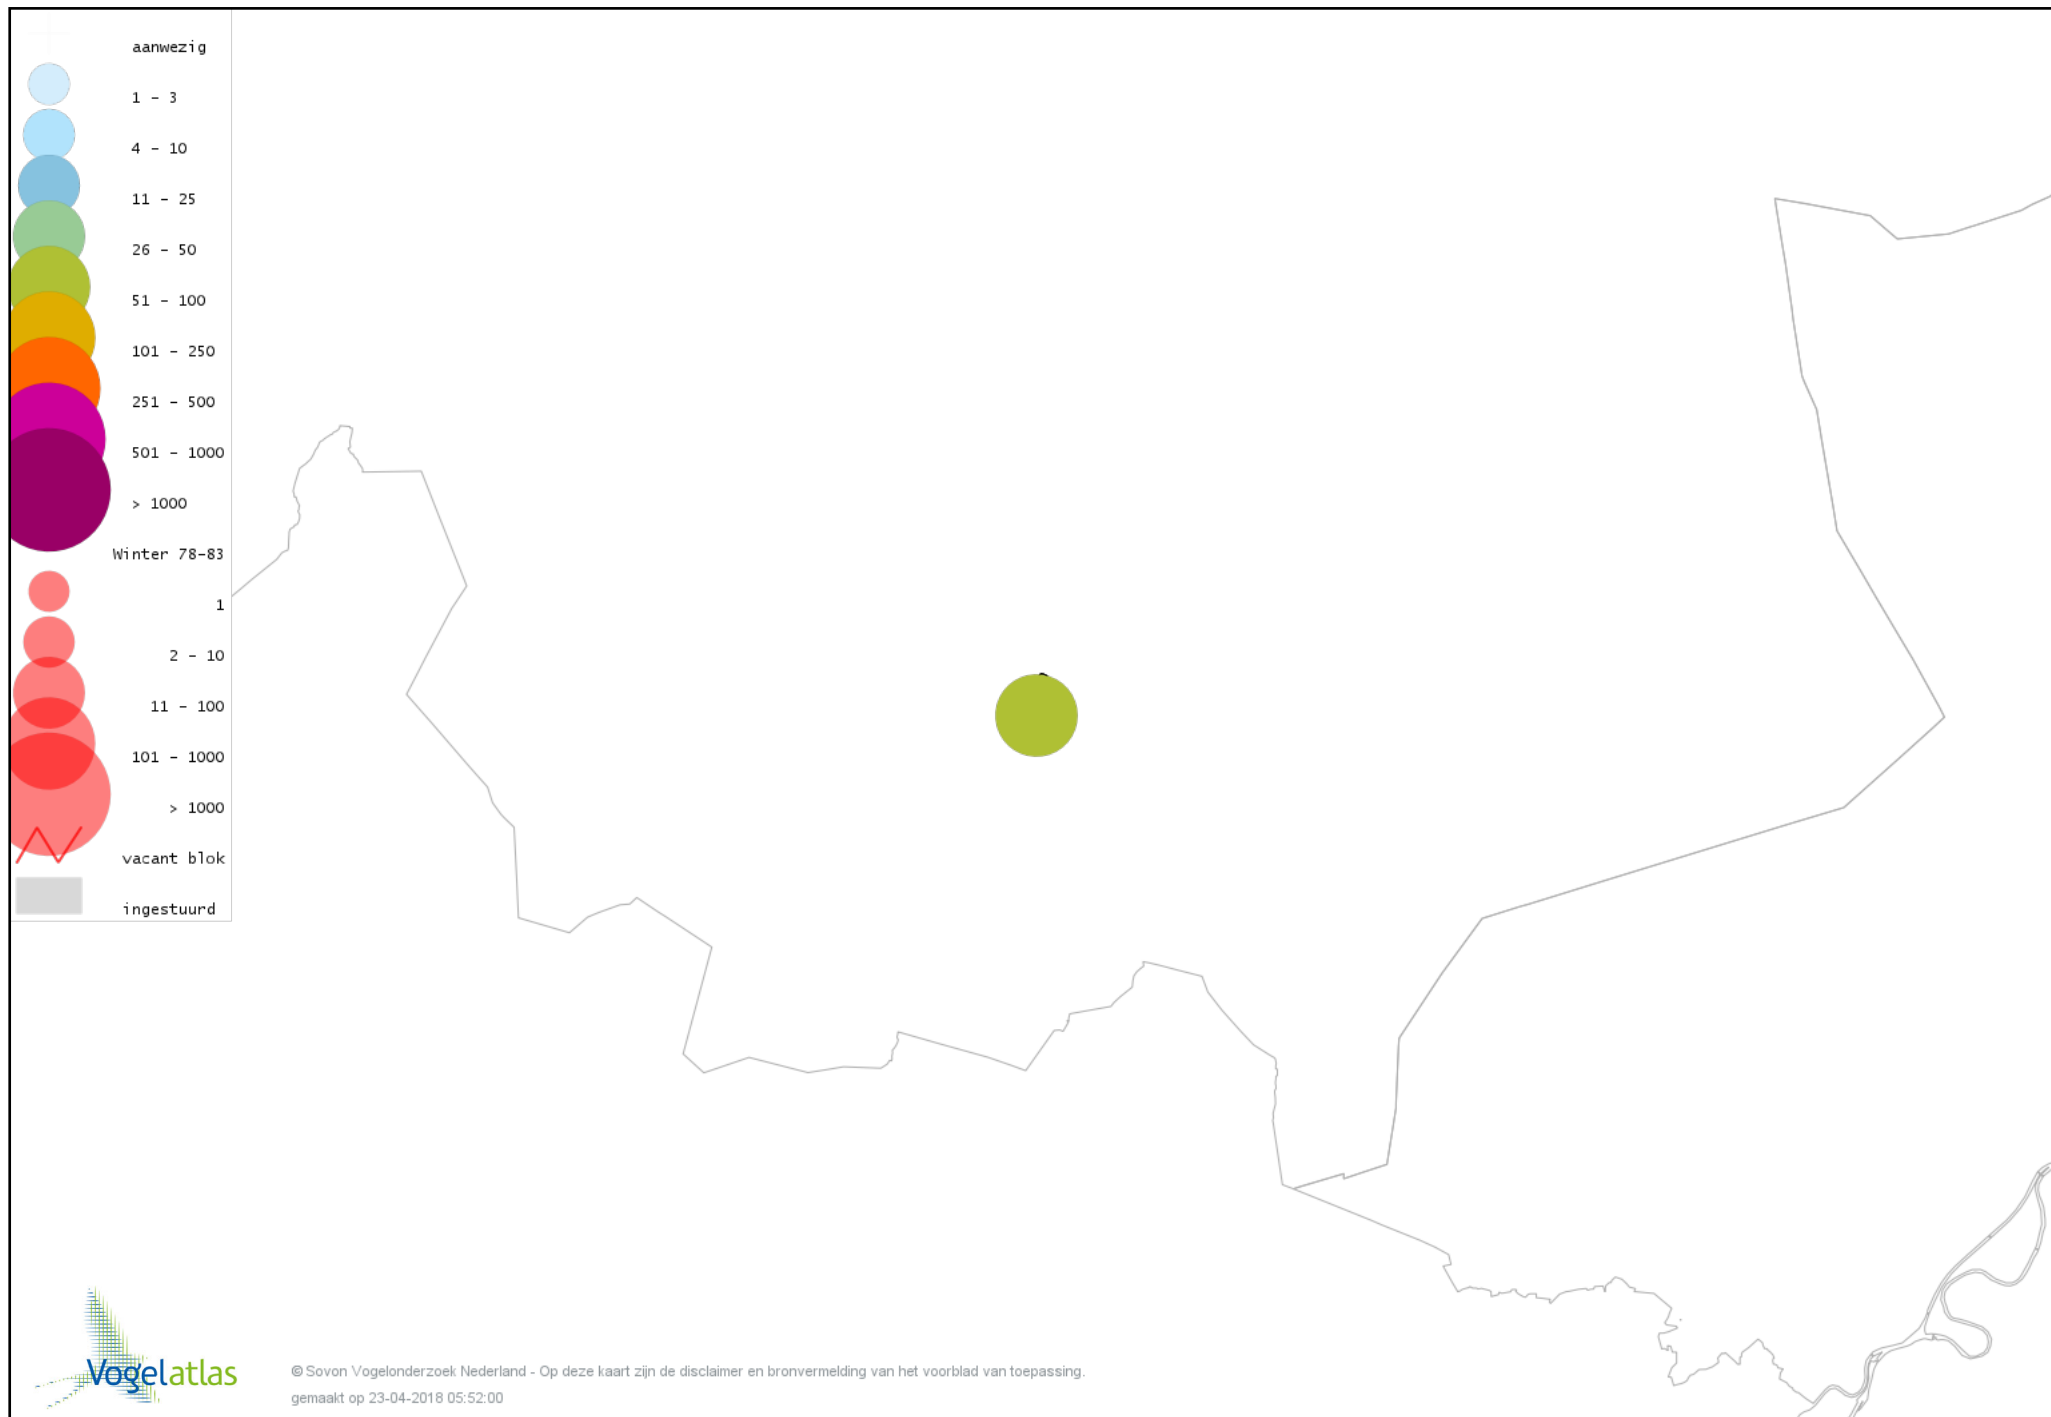 aanwezig
1 - 3
4 - 10
11 - 25
26 - 50
51 - 100
101 - 250
251 - 500
501 - 1000
> 1000
Winter 78-83
1
2 - 10
11 - 100
101 - 1000
> 1000
vacant blok
ingestuurd
Vogelatlas
© Sovon Vogelonderzoek Nederland - Op deze kaart zijn de disclaimer en bronvermelding van het voorblad van toepassing.
gemaakt op 23-04-2018 05:52:00